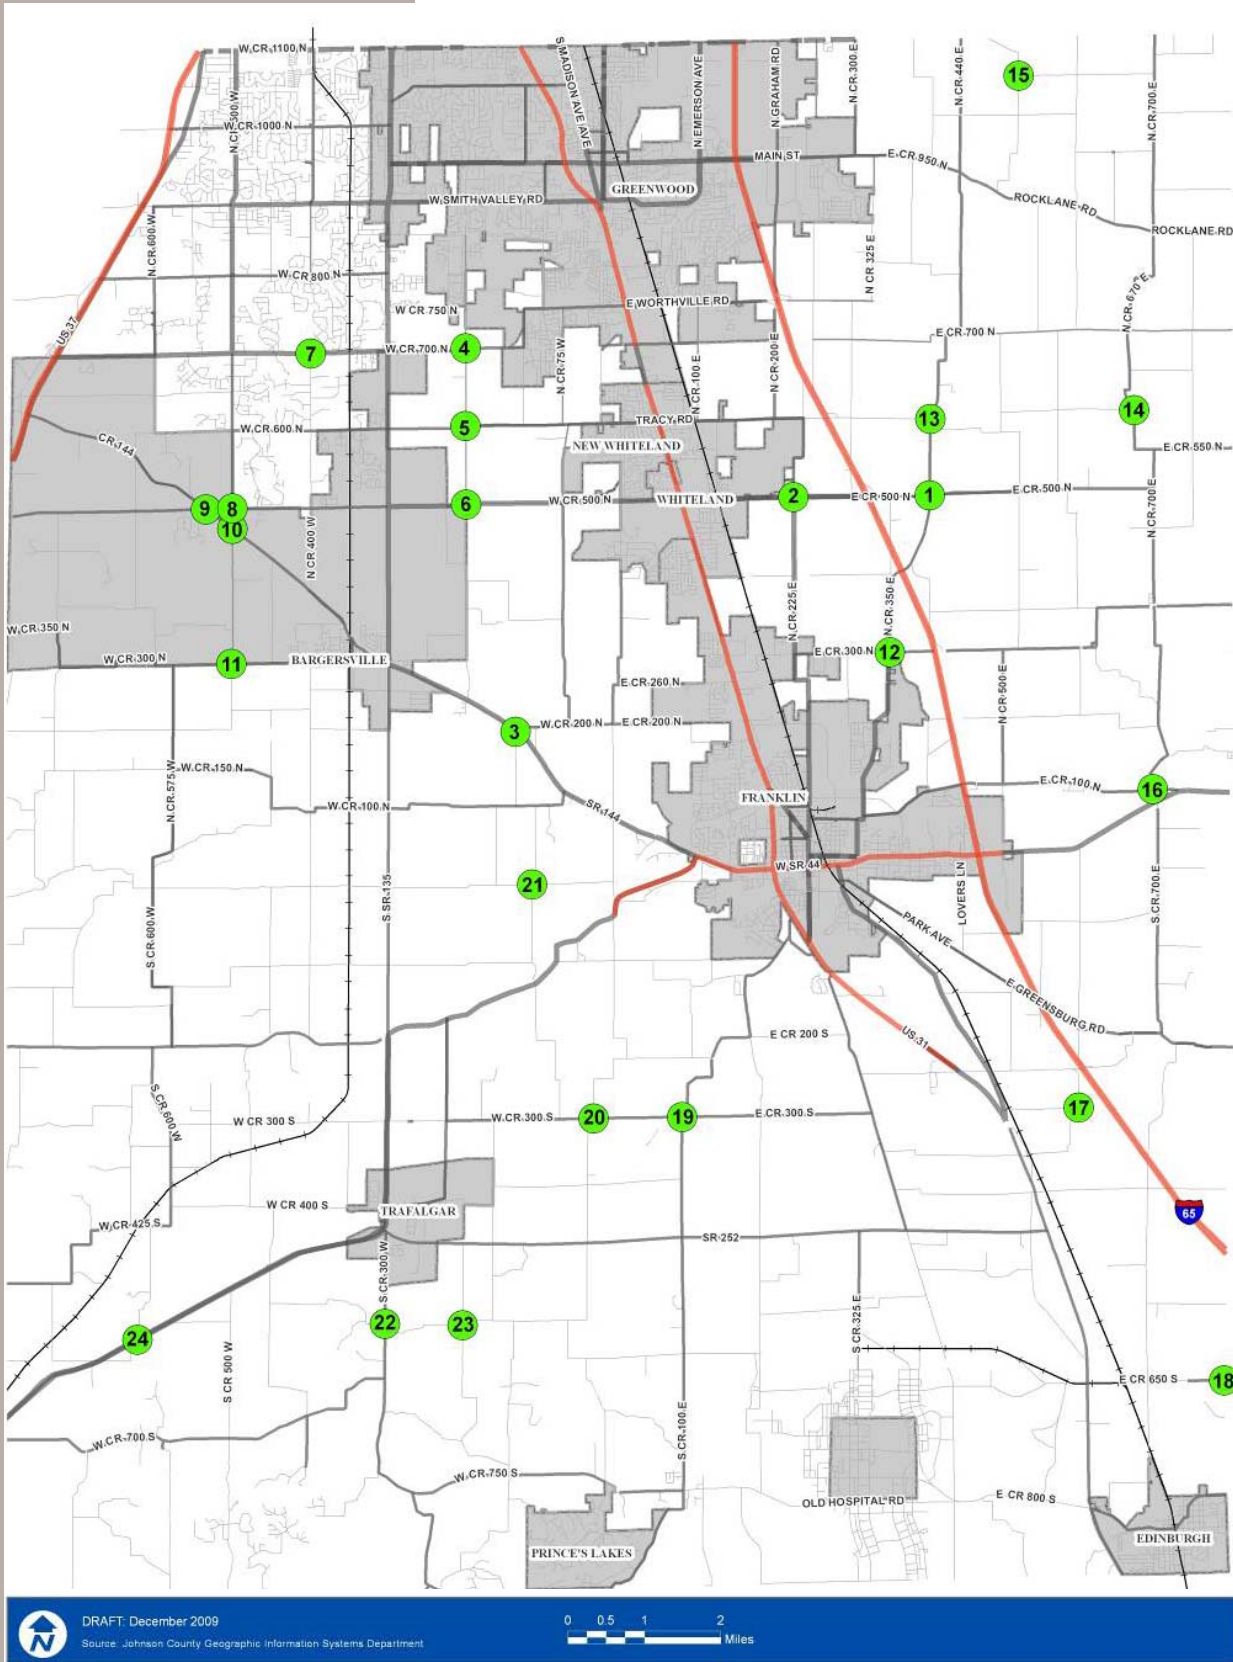 W CR 1100 N
S MADISON AVE AVE
N EMERSON AVE
N GRAHAM RD
N CR 300 E
N CR 440 E
15
N CR 700 E
N CR 500 W
W CR 1000 N
MAIN ST
E CR 950 N
GREENWOOD
ROCKLANE RD
ROCKLANE RD
W SMITH VALLEY RD
N CR 600 W
N CR 325 E
W CR 800 N
N CR 670 E
W CR 750 N
E WORTHVILLE RD
US 37
E CR 700 N
7
W CR 700 N
4
N CR 75 W
N CR 100 E
N CR 200 E
14
13
TRACY RD
W CR 600 N
5
CR 144
NEW WHITELAND
E CR 550 N
9
8
10
6
W CR 500 N
WHITELAND
2
E CR 500 N
1
E CR 500 N
N CR 700 E
N CR 400 W
N CR 225 E
N CR 350 E
W CR 350 N
W CR 300 N
11
BARGERSVILLE
E CR 300 N
12
E CR 260 N
N CR 500 E
3
W CR 200 N
E CR 200 N
W CR 150 N
N CR 575 W
E CR 100 N
16
FRANKLIN
W CR 100 N
SR 144
W SR 44
21
S SR 135
LOVERS LN
S CR 700 E
S CR 600 W
PARK AVE
E GREENSBURG RD
E CR 200 S
US 31
S CR 600 W
W CR 300 S
W CR 300 S
20
19
E CR 300 S
17
W CR 400 S
TRAFALGAR
65
W CR 425 S
SR 252
S CR 300 W
S CR 325 E
24
22
23
S CR 500 W
E CR 650 S
18
W CR 700 S
S CR 100 E
W CR 750 S
OLD HOSPITAL RD
E CR 800 S
PRINCE'S LAKES
EDINBURGH
N
DRAFT: December 2009
Source: Johnson County Geographic Information Systems Department
0 0.5 1 2
Miles